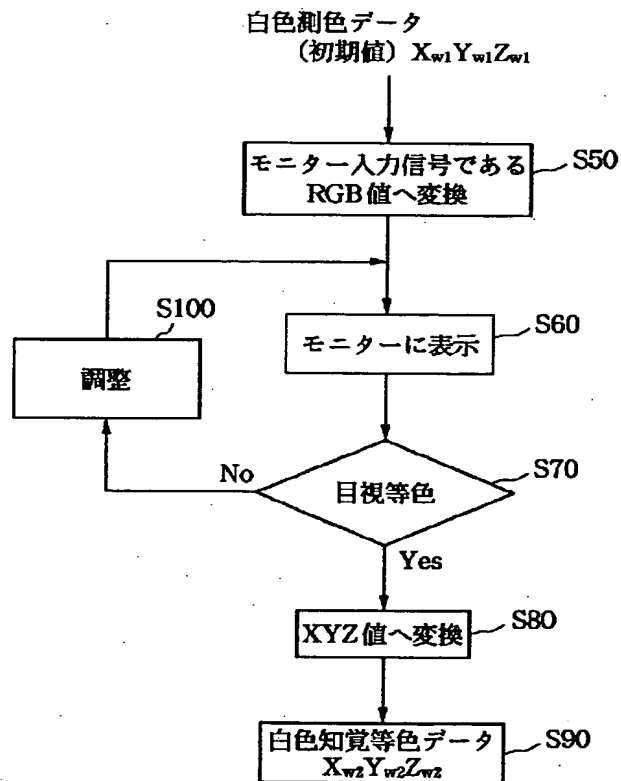 白色測色データ
(初期値) Xw1Yw1Zw1
モニター入力信号である
RGB値へ変換
S50
S100
調整
モニターに表示
S60
No
目視等色
S70
Yes
XYZ値へ変換
S80
白色知覚等色データ
Xw2Yw2Zw2
S90